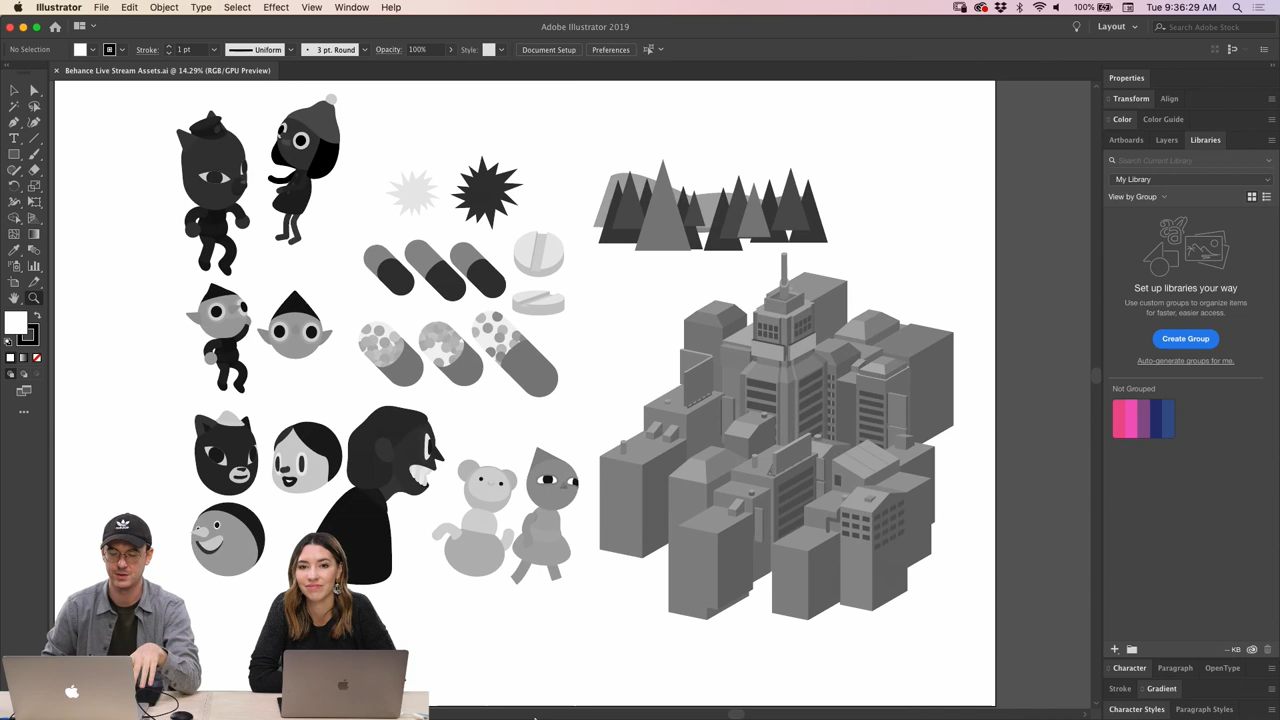 Illustrator File Edit Object Type Select Effect View Window Help 100% Tue 9:36:29 AM
Adobe Illustrator 2019 Layout Search Adobe Stock
No Selection Stroke: 1 pt Uniform 3 pt. Round Opacity: 100% Style: Document Setup Preferences
× Behance Live Stream Assets.ai @ 14.29% (RGB/GPU Preview)
Properties
Transform Align
Color Color Guide
Artboards Layers Libraries
Search Current Library
My Library
View by Group
Set up libraries your way
Use custom groups to organize items
for faster, easier access.
Create Group
Auto-generate groups for me.
Not Grouped
-- KB
Character Paragraph OpenType
Stroke Gradient
Character Styles Paragraph Styles